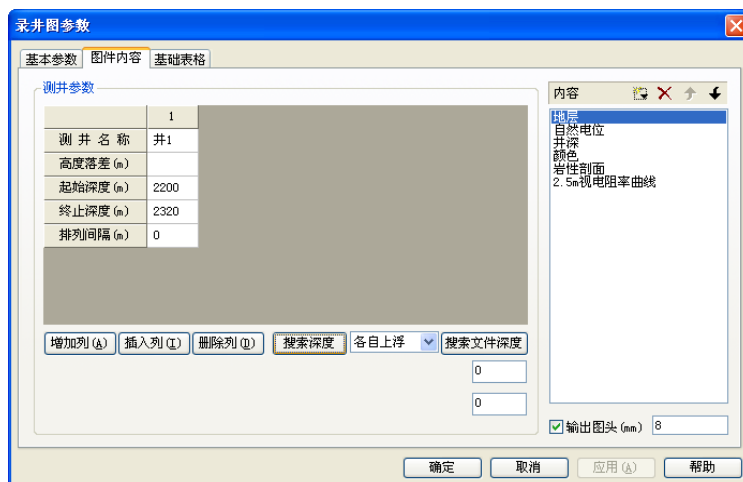 录井图参数
基本参数 图件内容 基础表格
测井参数
内容
1
测井名称 井1
高度落差(m)
起始深度(m) 2200
终止深度(m) 2320
排列间隔(m) 0
地层
自然电位
井深
颜色
岩性剖面
2.5m视电阻率曲线
增加列(A) 插入列(I) 删除列(D) 搜索深度 各自上浮 搜索文件深度
0
0
输出图头(mm) 8
确定 取消 应用(A) 帮助